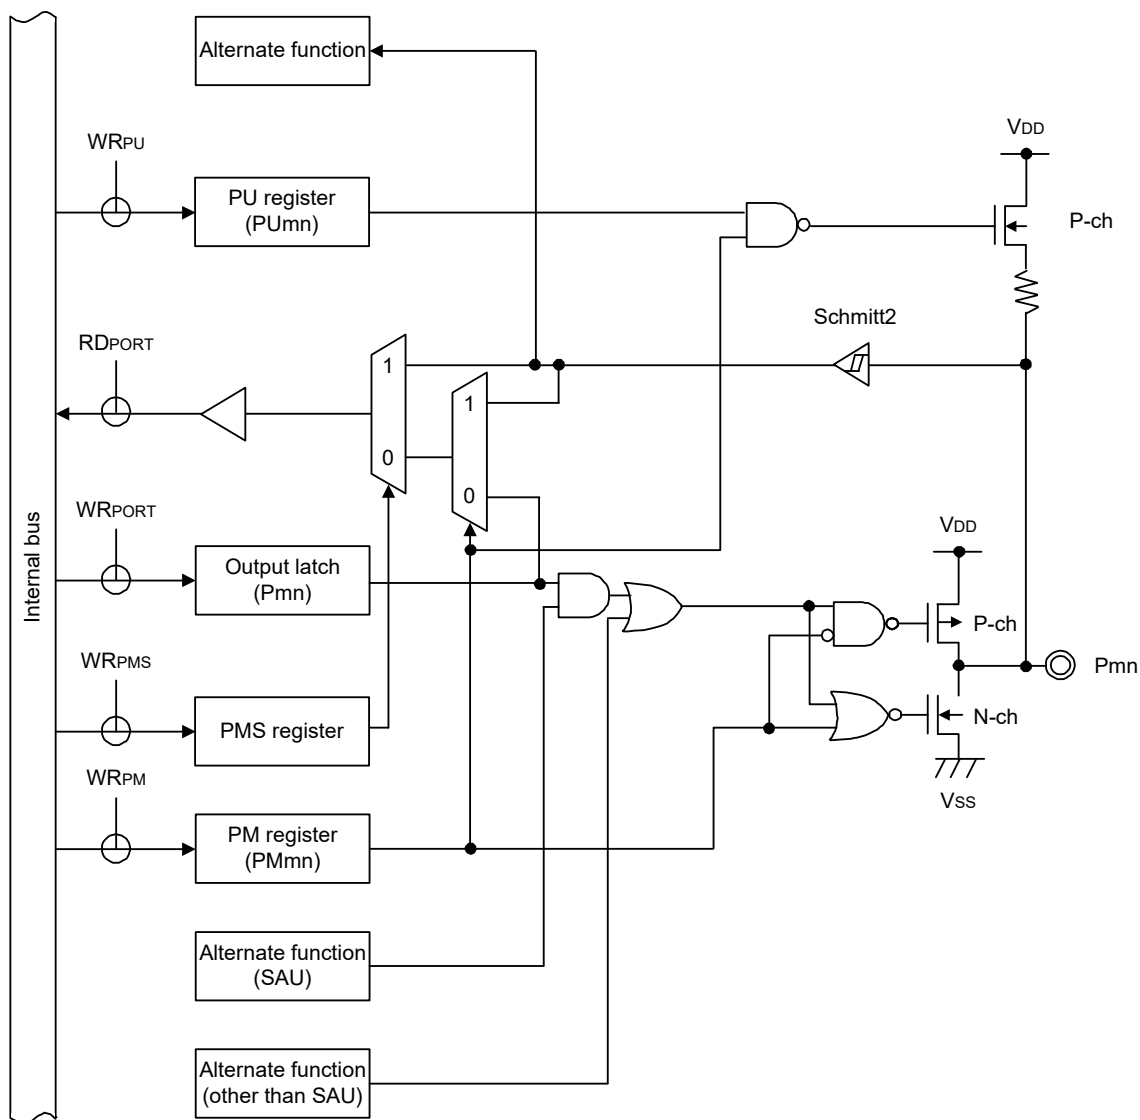 Alternate function
WRPU
VDD
PU register
(PUmn)
P-ch
Schmitt2
RDPORT
1
1
0
0
WRPORT
VDD
Output latch
(Pmn)
P-ch
Internal bus
WRPMS
Pmn
PMS register
N-ch
WRPM
VSS
PM register
(PMmn)
Alternate function
(SAU)
Alternate function
(other than SAU)